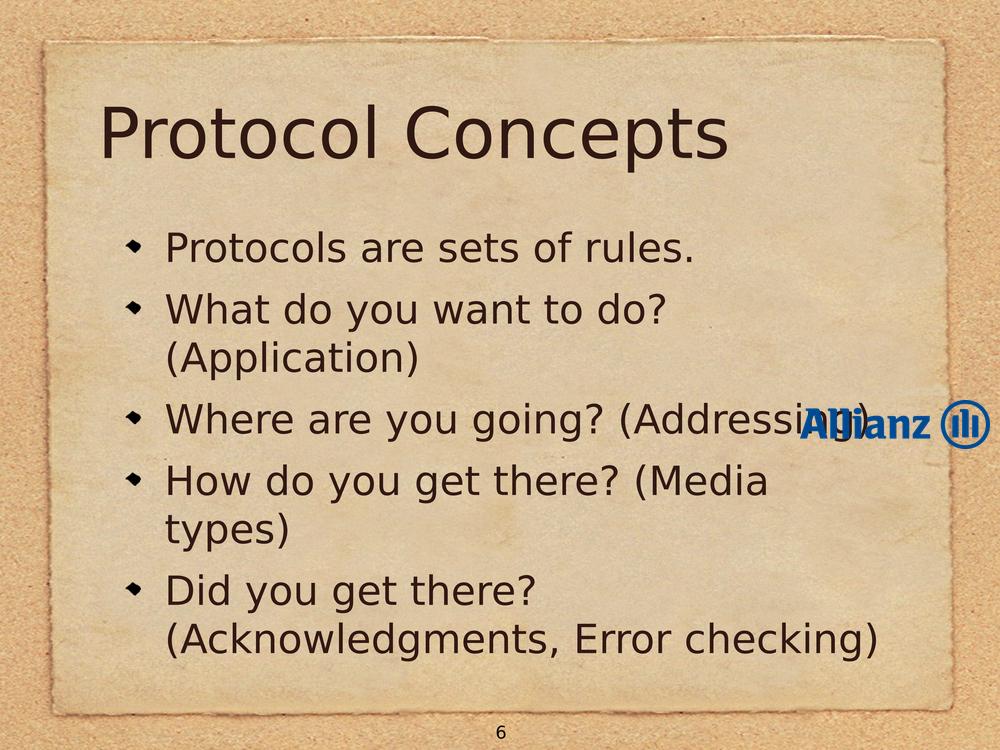 Protocol Concepts
Protocols are sets of rules.
What do you want to do?
(Application)
Where are you going? (Addressing)
Allianz
How do you get there? (Media
types)
Did you get there?
(Acknowledgments, Error checking)
6